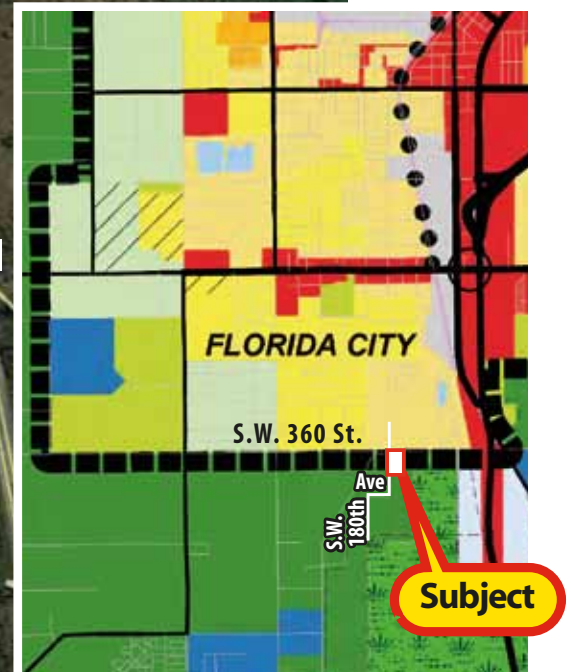 FLORIDA CITY
S.W. 360 St.
S.W.
180th
Ave
Subject